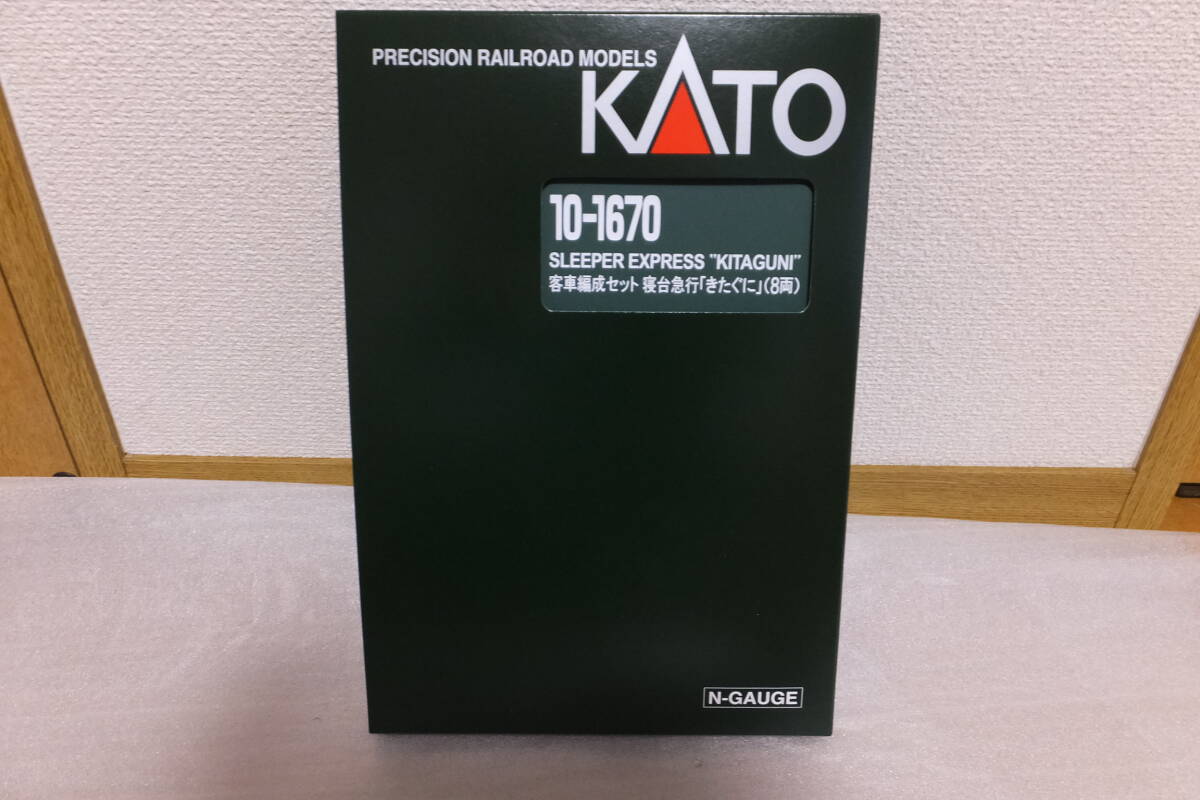 PRECISION RAILROAD MODELS
KATO
10-1670
SLEEPER EXPRESS "KITAGUNI"
客車編成セット 寝台急行「きたぐに」(8両)
N-GAUGE